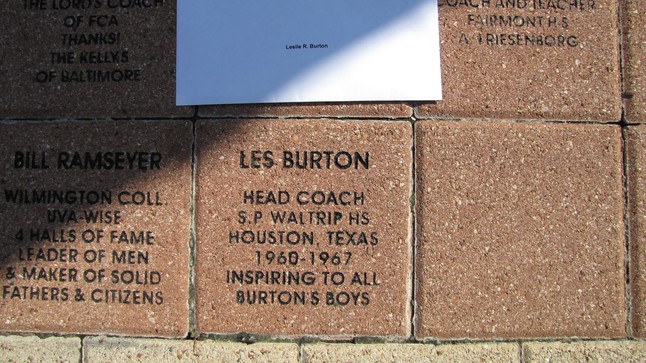 THE LORD'S COACH
OF FCA
THANKS!
THE KELLYS
OF BALTIMORE
Leslie R. Burton
COACH AND TEACHER
FAIRMONT H S
A J RIESENBORG
BILL RAMSEYER
WILMINGTON COLL.
UVA-WISE
4 HALLS OF FAME
LEADER OF MEN
& MAKER OF SOLID
FATHERS & CITIZENS
LES BURTON
HEAD COACH
S.P WALTRIP HS
HOUSTON, TEXAS
1960-1967
INSPIRING TO ALL
BURTON'S BOYS